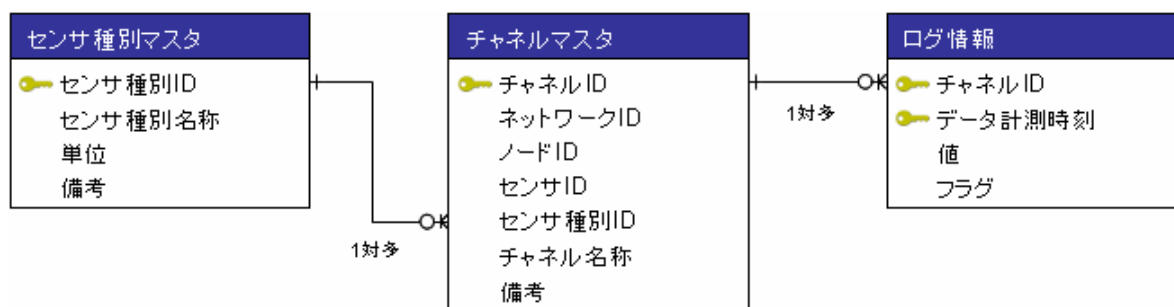 センサ種別マスタ
センサ種別ID
センサ種別名称
単位
備考
1対多
チャネルマスタ
チャネルID
ネットワークID
ノードID
センサID
センサ種別ID
チャネル名称
備考
1対多
ログ情報
チャネルID
データ計測時刻
値
フラグ